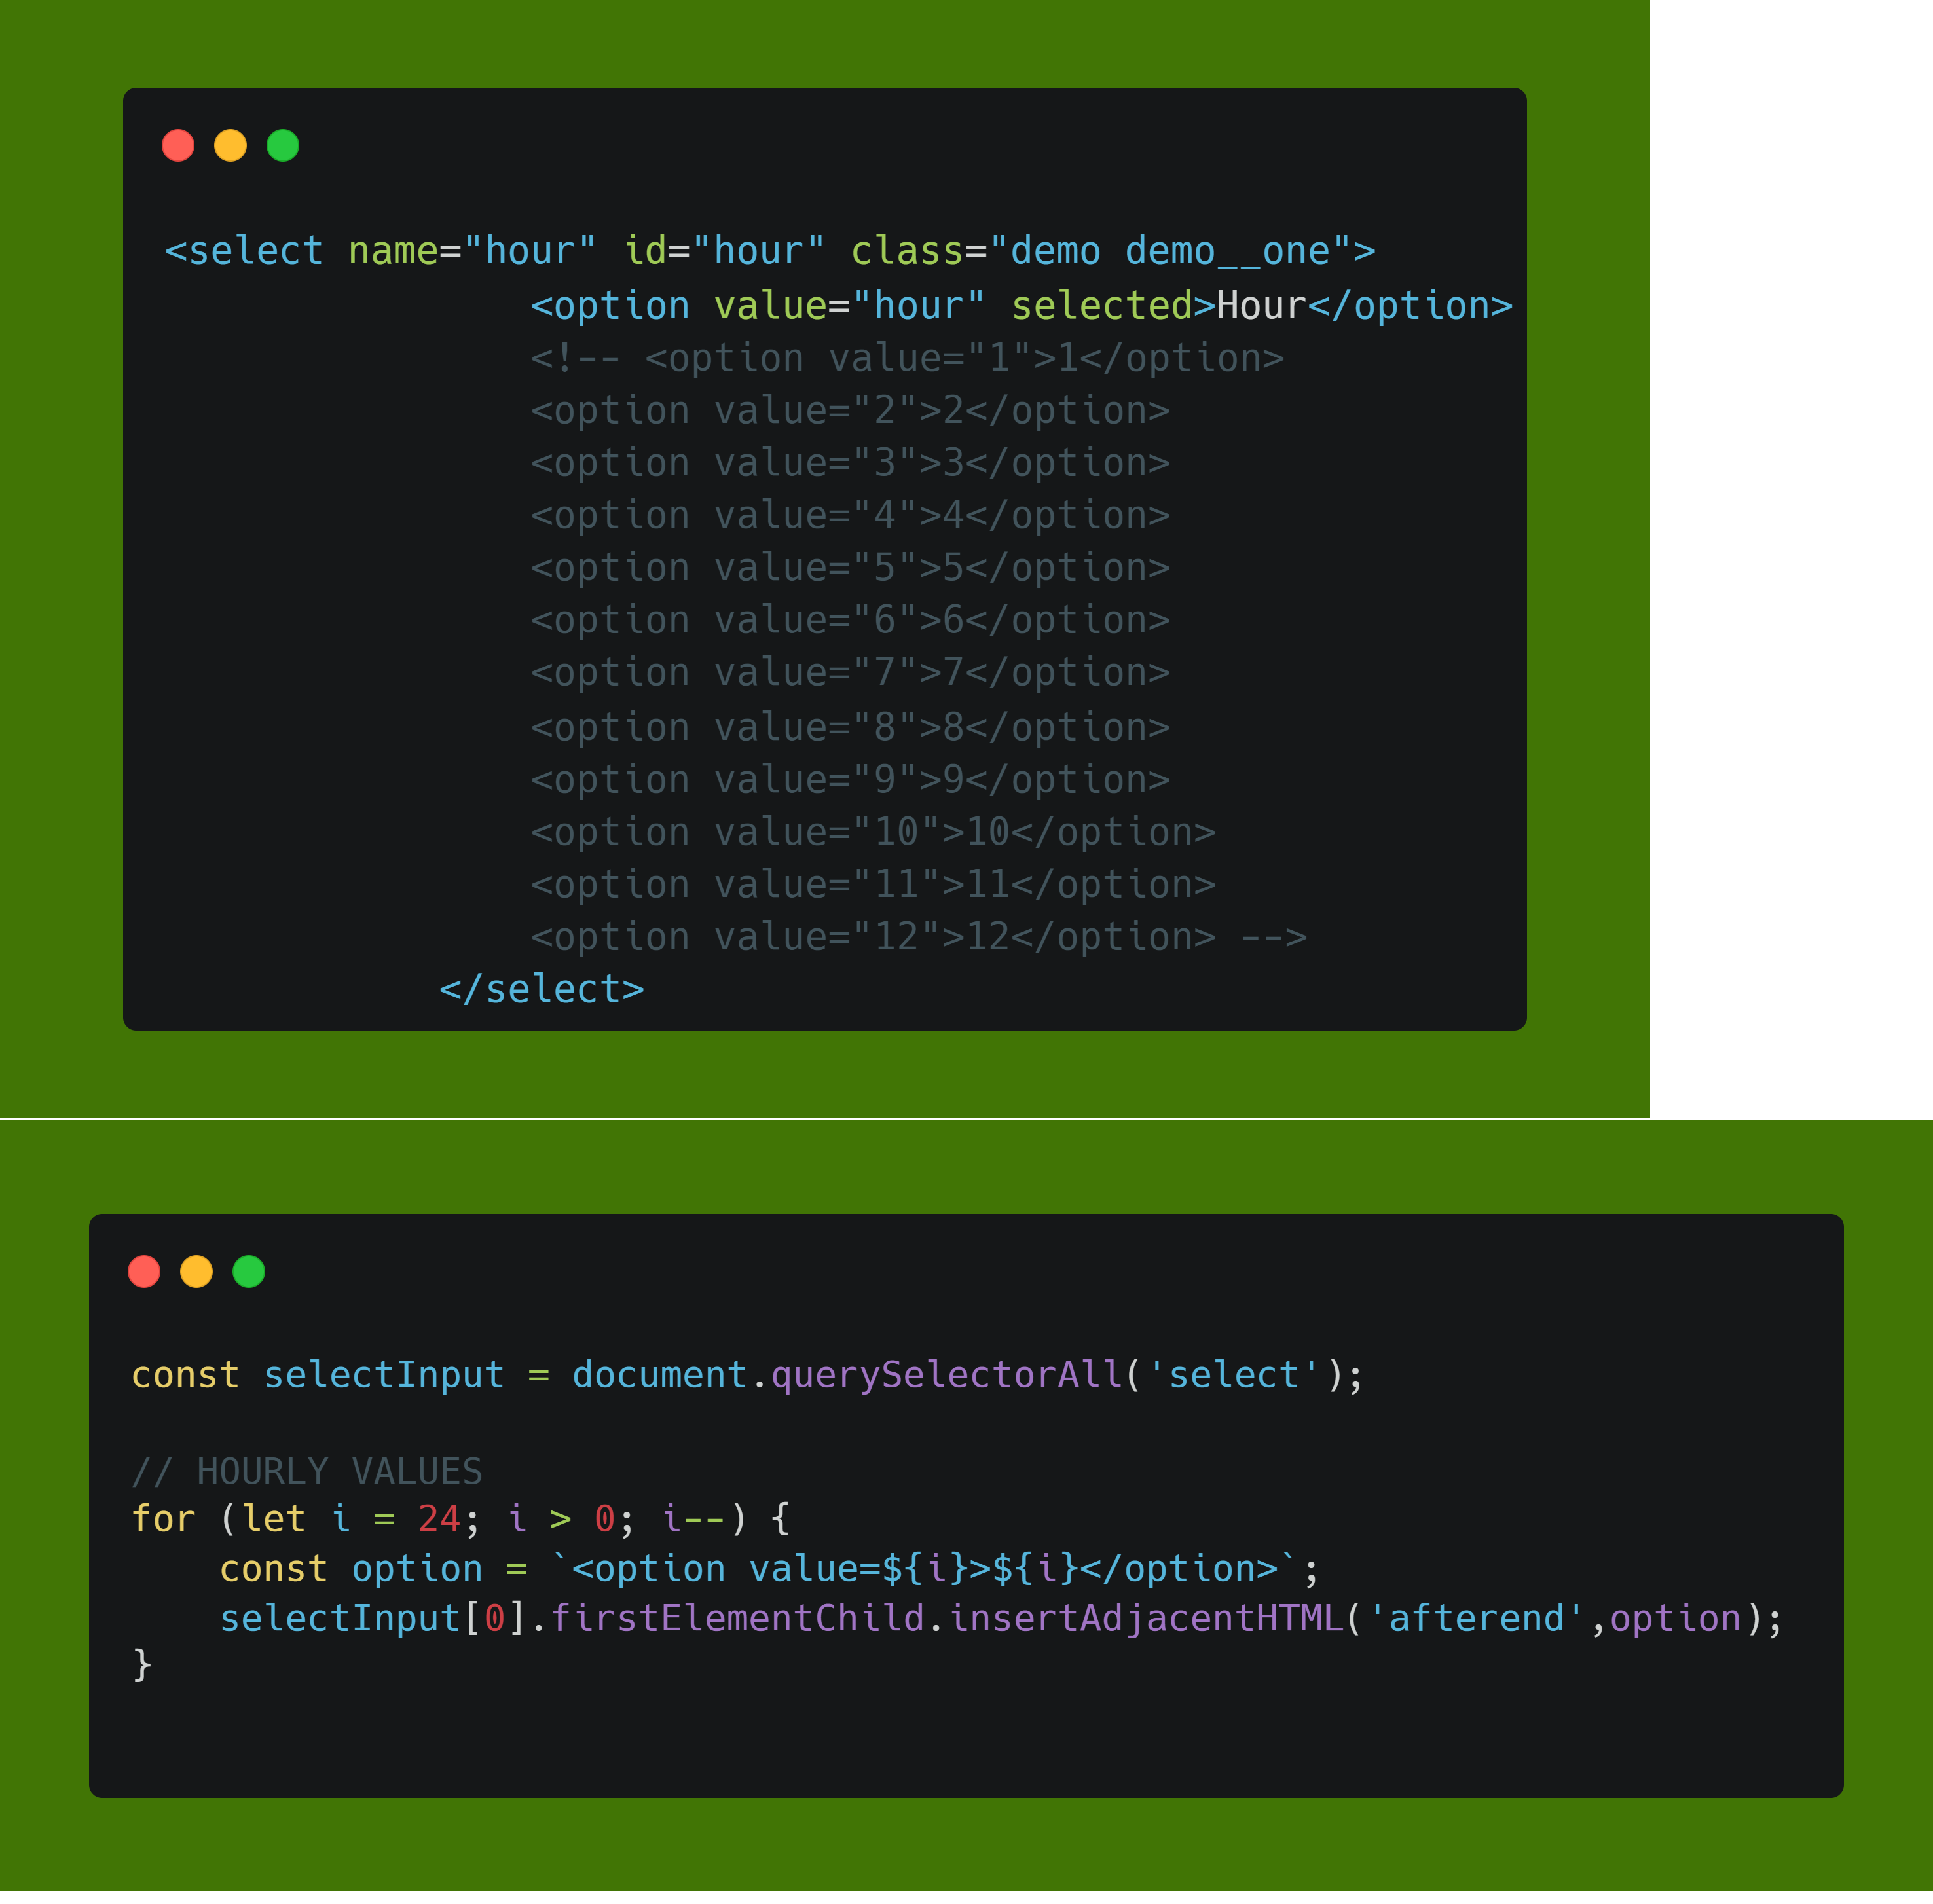 <select name="hour" id="hour" class="demo demo__one">
<option value="hour" selected>Hour</option>
<!-- <option value="1">1</option>
<option value="2">2</option>
<option value="3">3</option>
<option value="4">4</option>
<option value="5">5</option>
<option value="6">6</option>
<option value="7">7</option>
<option value="8">8</option>
<option value="9">9</option>
<option value="10">10</option>
<option value="11">11</option>
<option value="12">12</option> -->
</select>
const selectInput = document.querySelectorAll('select');
// HOURLY VALUES
for (let i = 24; i > 0; i--) {
const option = `<option value=${i}>${i}</option>`;
selectInput[0].firstElementChild.insertAdjacentHTML('afterend',option);
}